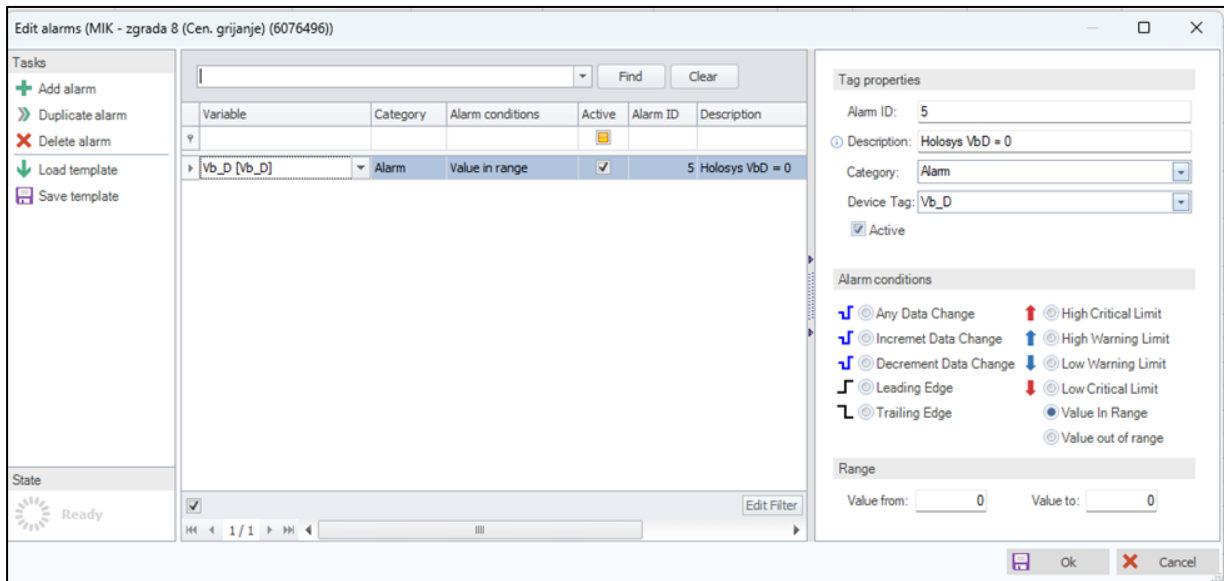 Edit alarms (MIK - zgrada 8 (Cen. grijanje) (6076496))
Tasks
Add alarm
Duplicate alarm
Delete alarm
Load template
Save template
State
Ready
Find Clear
Variable Category Alarm conditions Active Alarm ID Description
Vb_D [Vb_D] Alarm Value in range 5 Holosys VbD = 0
Edit Filter
1 / 1
Tag properties
Alarm ID: 5
Description: Holosys VbD = 0
Category: Alarm
Device Tag: Vb_D
Active
Alarm conditions
Any Data Change High Critical Limit
Incremet Data Change High Warning Limit
Decrement Data Change Low Warning Limit
Leading Edge Low Critical Limit
Trailing Edge Value In Range
Value out of range
Range
Value from: 0 Value to: 0
Ok Cancel